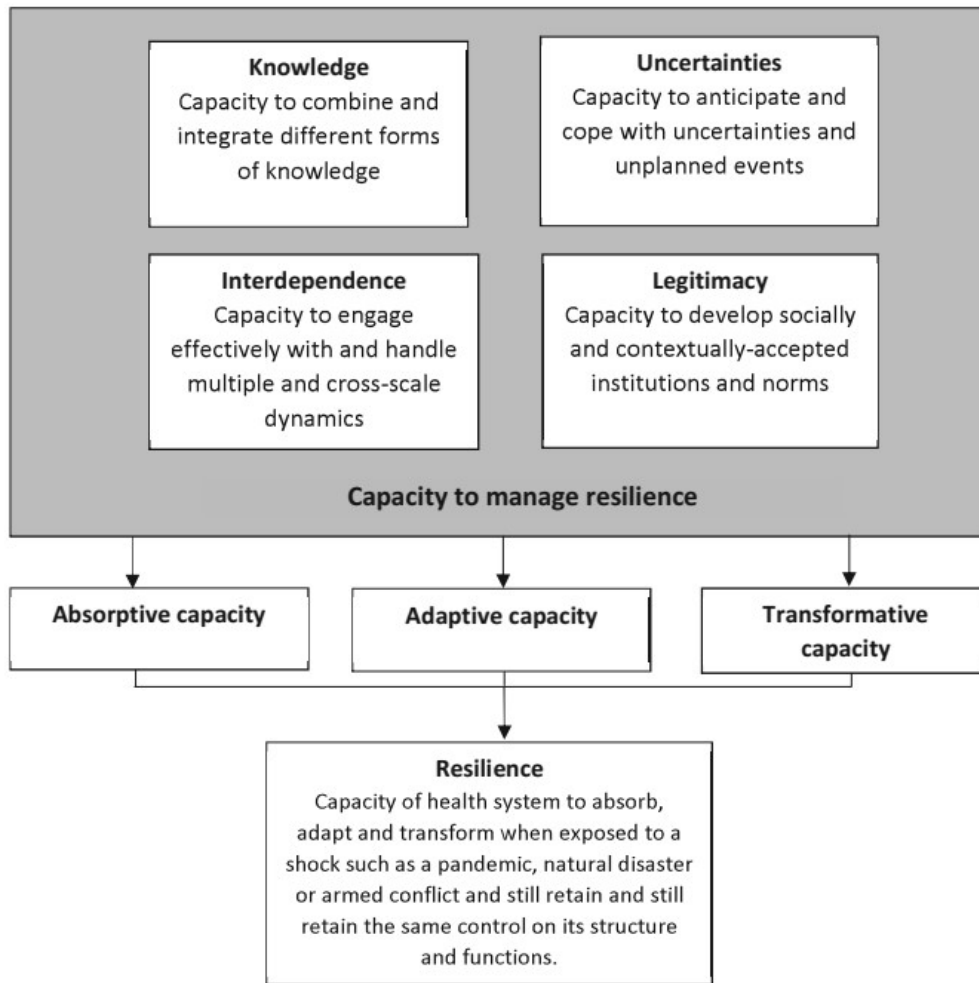 Knowledge
Capacity to combine and
integrate different forms
of knowledge
Uncertainties
Capacity to anticipate and
cope with uncertainties and
unplanned events
Interdependence
Capacity to engage
effectively with and handle
multiple and cross-scale
dynamics
Legitimacy
Capacity to develop socially
and contextually-accepted
institutions and norms
Capacity to manage resilience
Absorptive capacity
Adaptive capacity
Transformative
capacity
Resilience
Capacity of health system to absorb,
adapt and transform when exposed to a
shock such as a pandemic, natural disaster
or armed conflict and still retain and still
retain the same control on its structure
and functions.